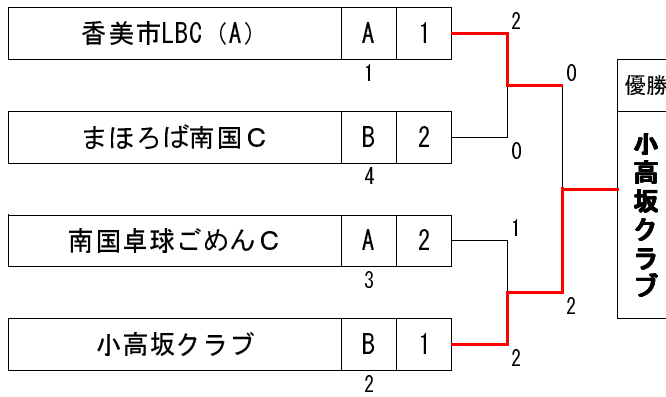 香美市LBC（A） A 1 2
1 0
まほろば南国C B 2 0
4
南国卓球ごめんC A 2 1
3 2
小高坂クラブ B 1 2
2
優勝
小高坂クラブ